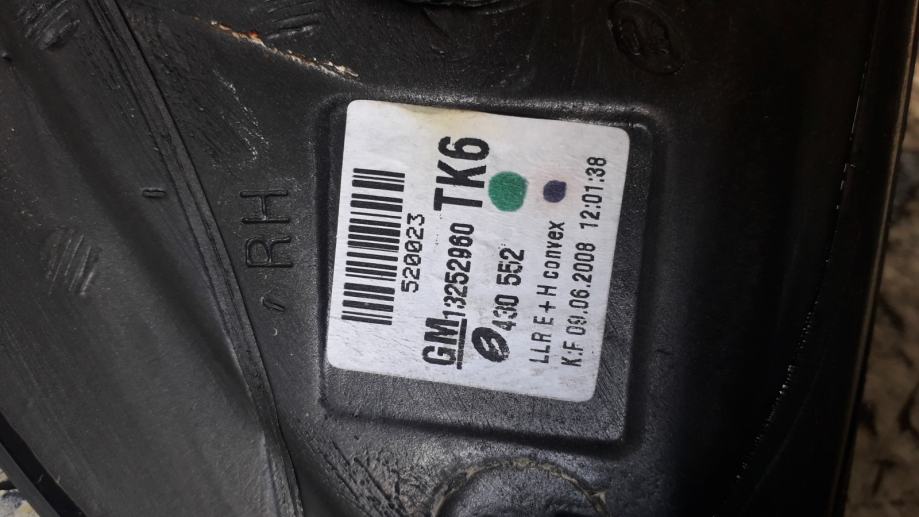 RH
520023
GM 13252960 TK6
430 552
LLR E + H convex
K:F 09.06.2008 12:01:38